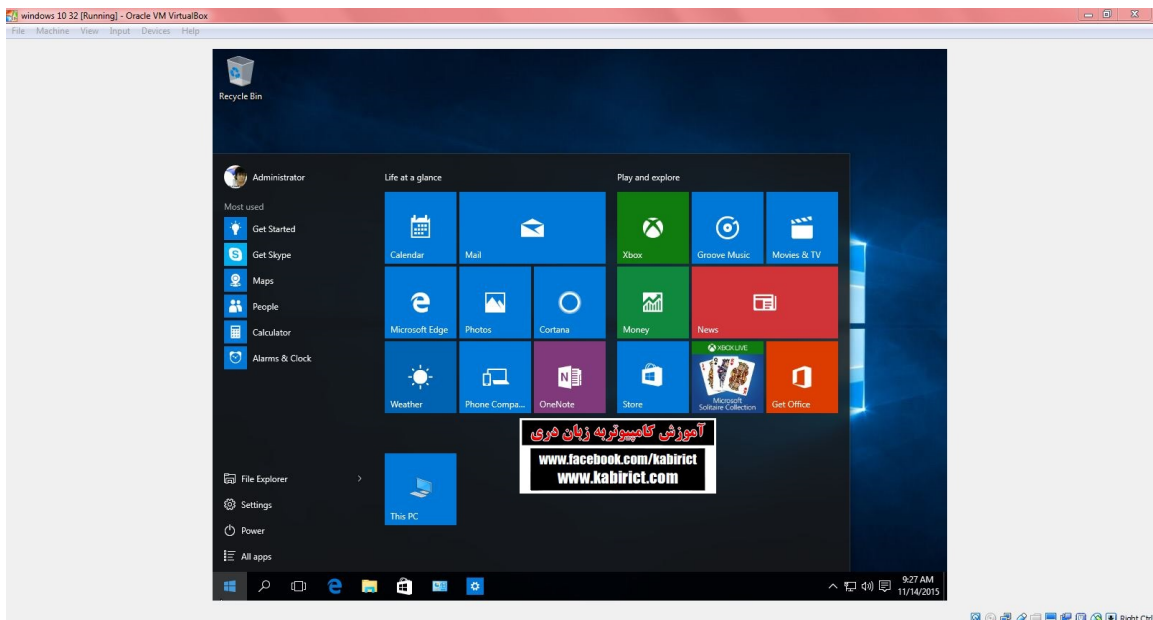 windows 10 32 [Running] - Oracle VM VirtualBox
File Machine View Input Devices Help
Recycle Bin
Administrator
Life at a glance
Play and explore
Most used
Get Started
Get Skype
Maps
People
Calculator
Alarms & Clock
Calendar
Mail
Xbox
Groove Music
Movies & TV
Microsoft Edge
Photos
Cortana
Money
News
Weather
Phone Compa...
OneNote
Store
XBOX LIVE
Microsoft
Solitaire Collection
Get Office
آموزش کامپیوتربه زبان دری
www.facebook.com/kabirict
www.kabirict.com
File Explorer
Settings
Power
All apps
This PC
9:27 AM
11/14/2015
Right Ctrl